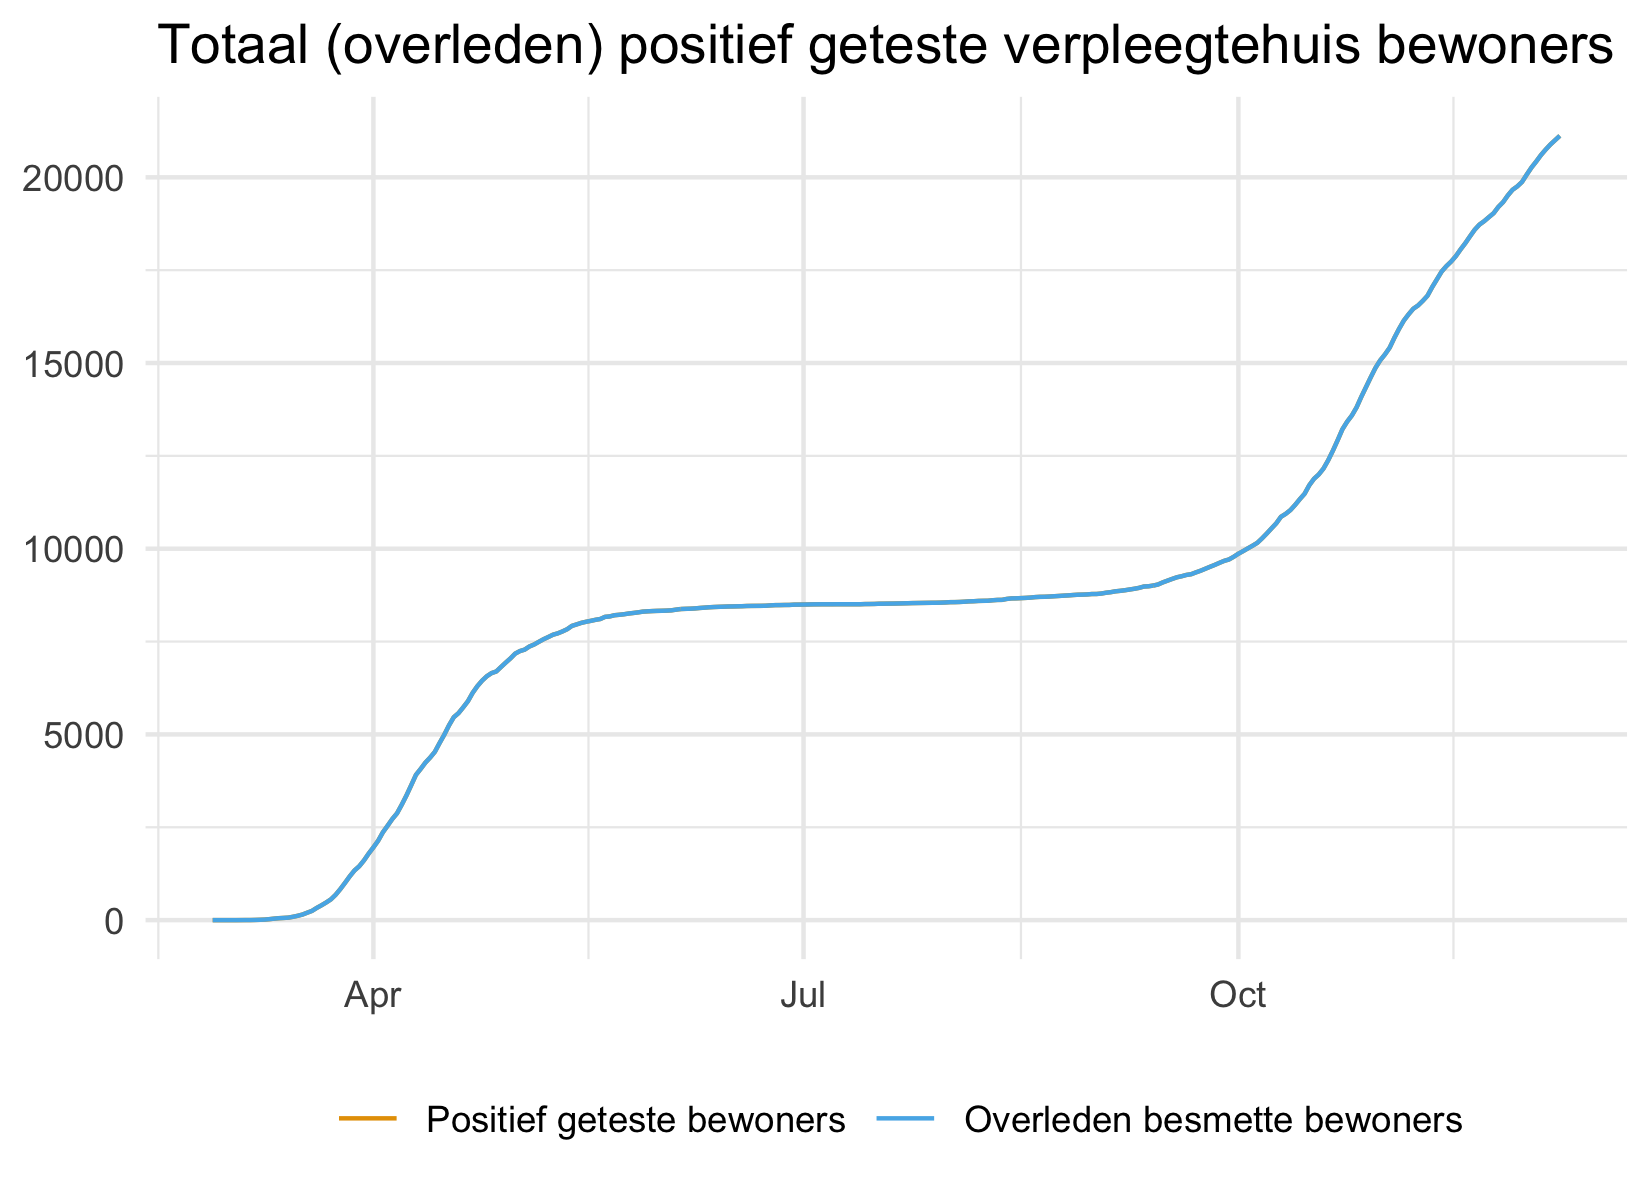 Totaal (overleden) positief geteste verpleegtehuis bewoners
20000
15000
10000
5000
0
Apr Jul Oct
Positief geteste bewoners Overleden besmette bewoners